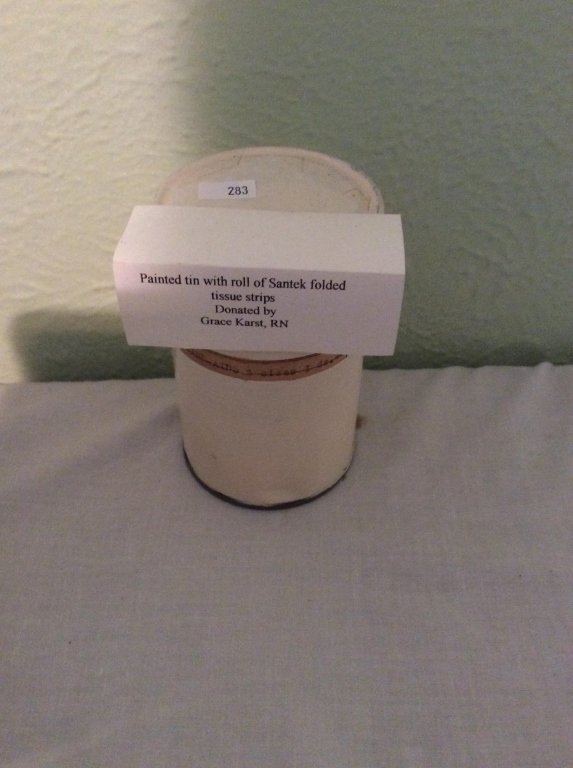 283
Painted tin with roll of Santek folded
tissue strips
Donated by
Grace Karst, RN